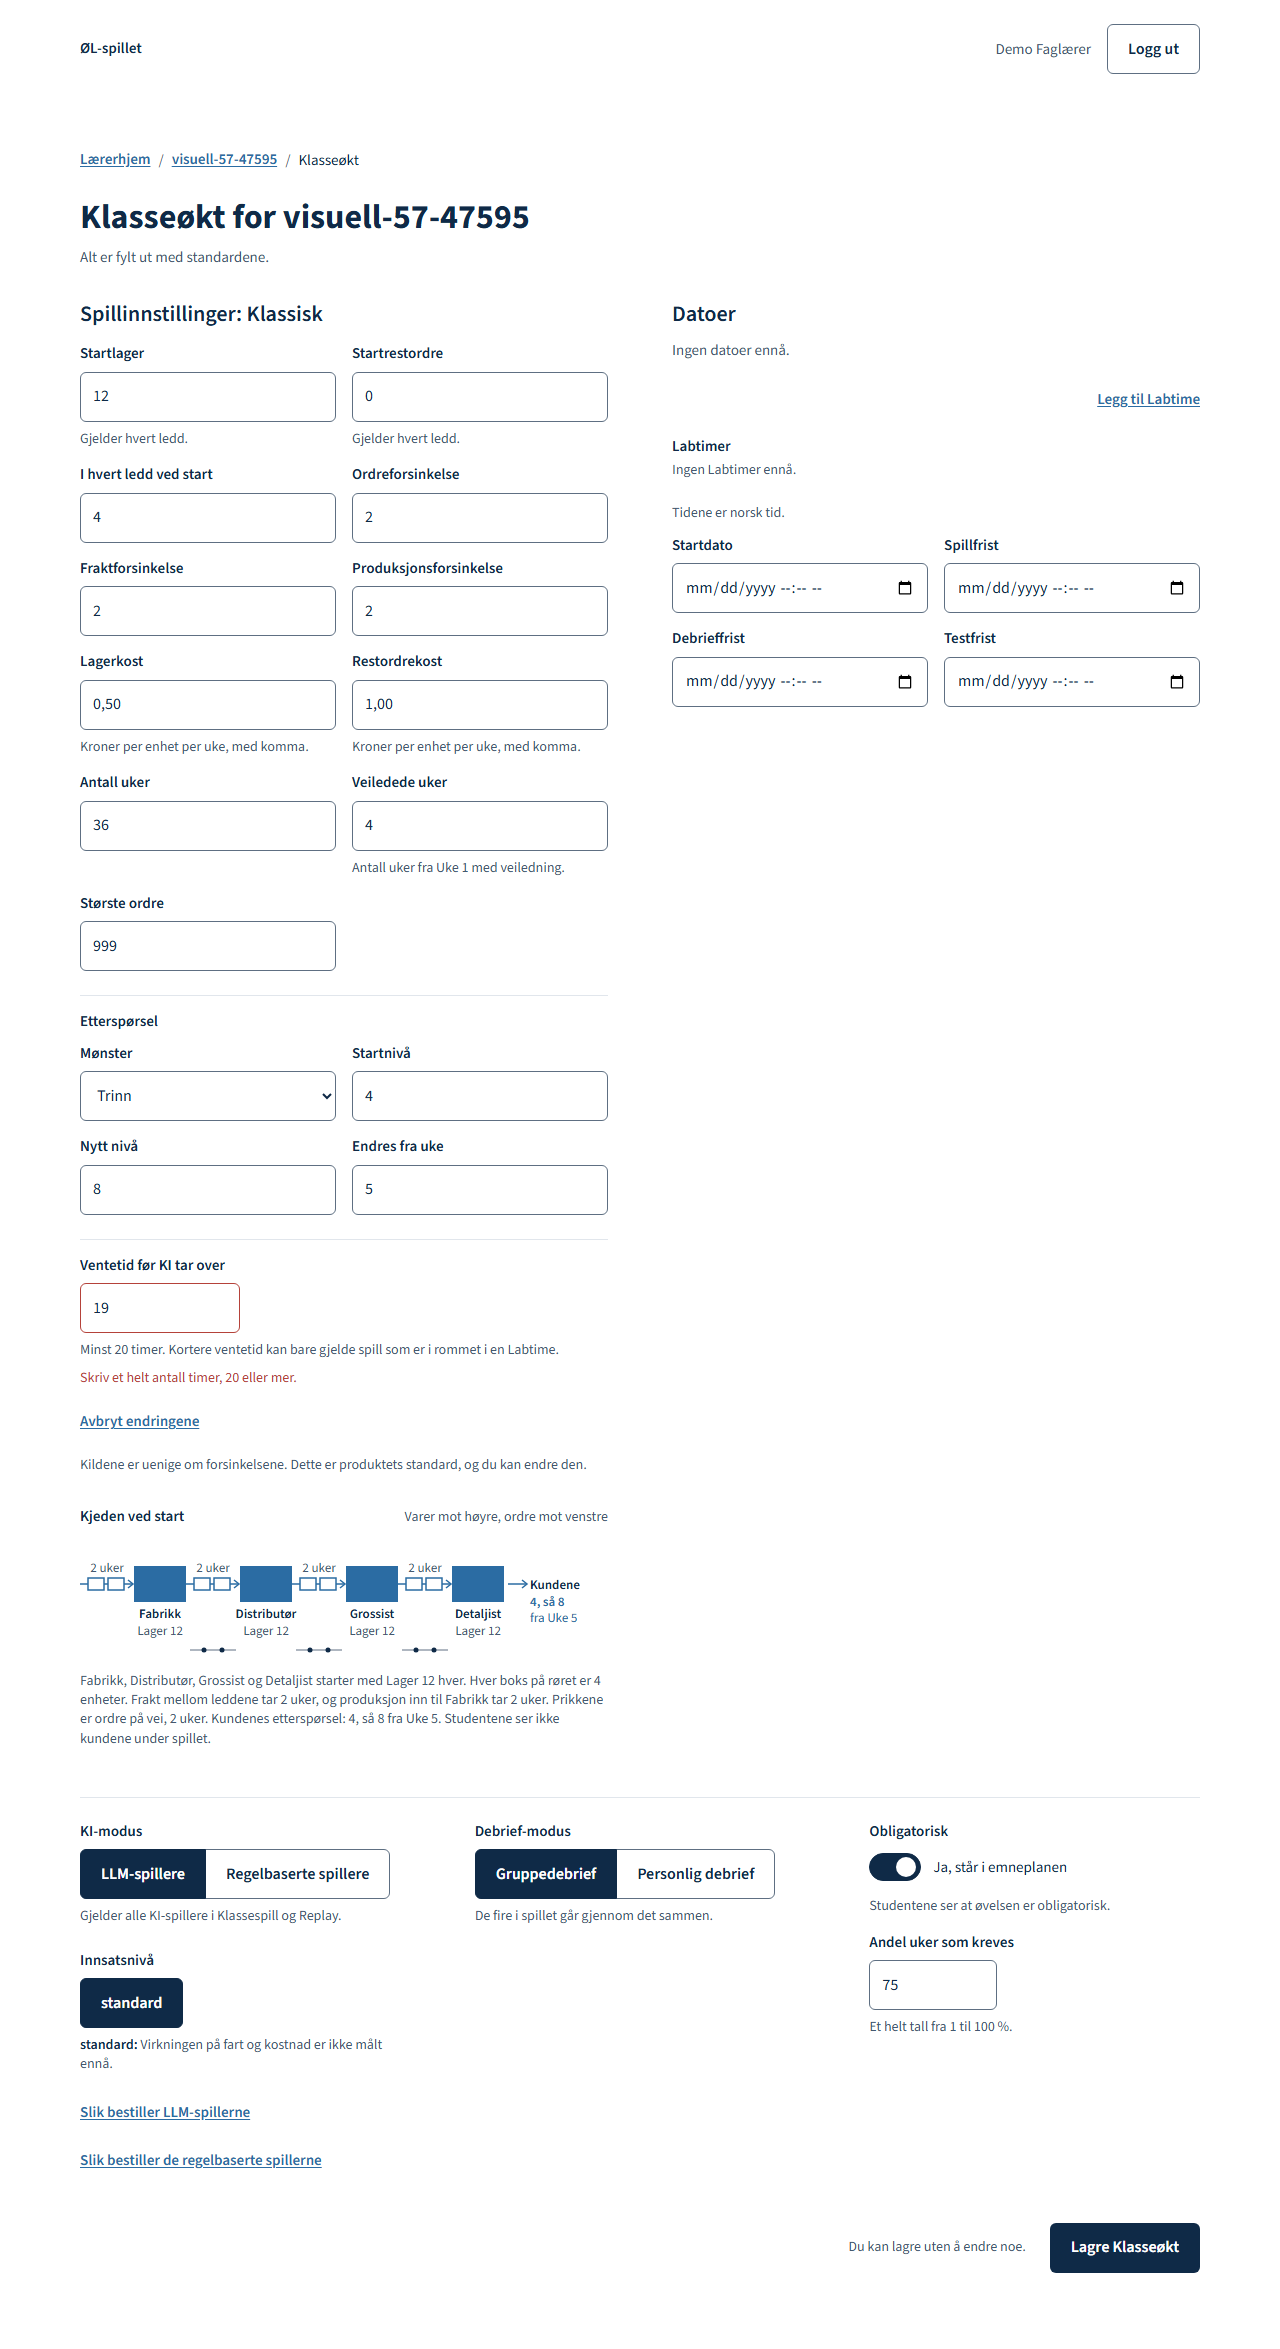 ØL-spillet
Demo Faglærer
Logg ut
Lærerhjem / visuell-57-47595 / Klasseøkt
Klasseøkt for visuell-57-47595
Alt er fylt ut med standardene.
Spillinnstillinger: Klassisk
Startlager
12
Gjelder hvert ledd.
Startrestordre
0
Gjelder hvert ledd.
I hvert ledd ved start
4
Ordreforsinkelse
2
Fraktforsinkelse
2
Produksjonsforsinkelse
2
Lagerkost
0,50
Kroner per enhet per uke, med komma.
Restordrekost
1,00
Kroner per enhet per uke, med komma.
Antall uker
36
Veiledede uker
4
Antall uker fra Uke 1 med veiledning.
Største ordre
999
Etterspørsel
Mønster
Trinn
Startnivå
4
Nytt nivå
8
Endres fra uke
5
Ventetid før KI tar over
19
Minst 20 timer. Kortere ventetid kan bare gjelde spill som er i rommet i en Labtime.
Skriv et helt antall timer, 20 eller mer.
Avbryt endringene
Kildene er uenige om forsinkelsene. Dette er produktets standard, og du kan endre den.
Kjeden ved start
Varer mot høyre, ordre mot venstre
2 uker
2 uker
2 uker
2 uker
Fabrikk
Lager 12
Distributør
Lager 12
Grossist
Lager 12
Detaljist
Lager 12
Kundene
4, så 8
fra Uke 5
Fabrikk, Distributør, Grossist og Detaljist starter med Lager 12 hver. Hver boks på røret er 4
enheter. Frakt mellom leddene tar 2 uker, og produksjon inn til Fabrikk tar 2 uker. Prikkene
er ordre på vei, 2 uker. Kundenes etterspørsel: 4, så 8 fra Uke 5. Studentene ser ikke
kundene under spillet.
Datoer
Ingen datoer ennå.
Legg til Labtime
Labtimer
Ingen Labtimer ennå.
Tidene er norsk tid.
Startdato
mm/dd/yyyy --:-- --
Spillfrist
mm/dd/yyyy --:-- --
Debrieffrist
mm/dd/yyyy --:-- --
Testfrist
mm/dd/yyyy --:-- --
KI-modus
LLM-spillere
Regelbaserte spillere
Gjelder alle KI-spillere i Klassespill og Replay.
Innsatsnivå
standard
standard: Virkningen på fart og kostnad er ikke målt
ennå.
Slik bestiller LLM-spillerne
Slik bestiller de regelbaserte spillerne
Debrief-modus
Gruppedebrief
Personlig debrief
De fire i spillet går gjennom det sammen.
Obligatorisk
Ja, står i emneplanen
Studentene ser at øvelsen er obligatorisk.
Andel uker som kreves
75
Et helt tall fra 1 til 100 %.
Du kan lagre uten å endre noe.
Lagre Klasseøkt